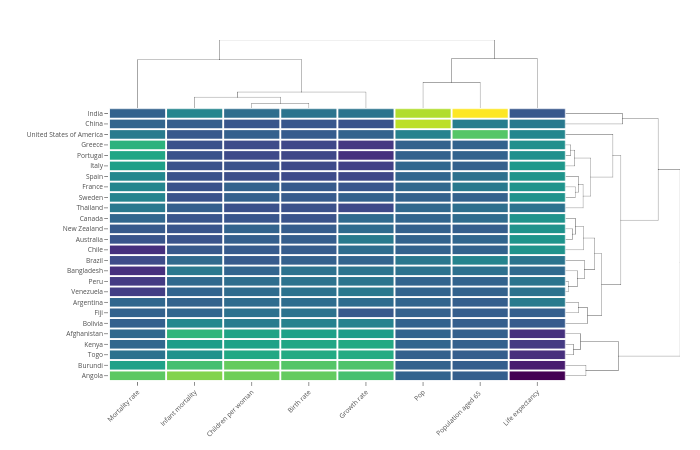 India
China
United States of America
Greece
Portugal
Italy
Spain
France
Sweden
Thailand
Canada
New Zealand
Australia
Chile
Brazil
Bangladesh
Peru
Venezuela
Argentina
Fiji
Bolivia
Afghanistan
Kenya
Togo
Burundi
Angola
Mortality rate
Infant mortality
Children per woman
Birth rate
Growth rate
Pop
Population aged 65
Life expectancy